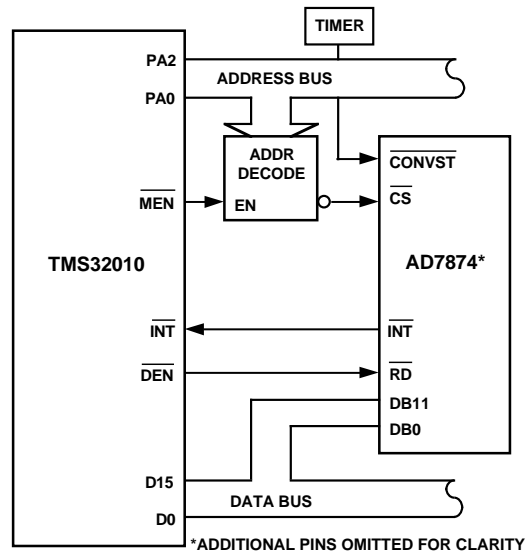 TIMER
PA2
ADDRESS BUS
PA0
ADDR
DECODE
CONVST
MEN
EN
CS
TMS32010
AD7874*
INT
INT
DEN
RD
DB11
DB0
D15
DATA BUS
D0
*ADDITIONAL PINS OMITTED FOR CLARITY